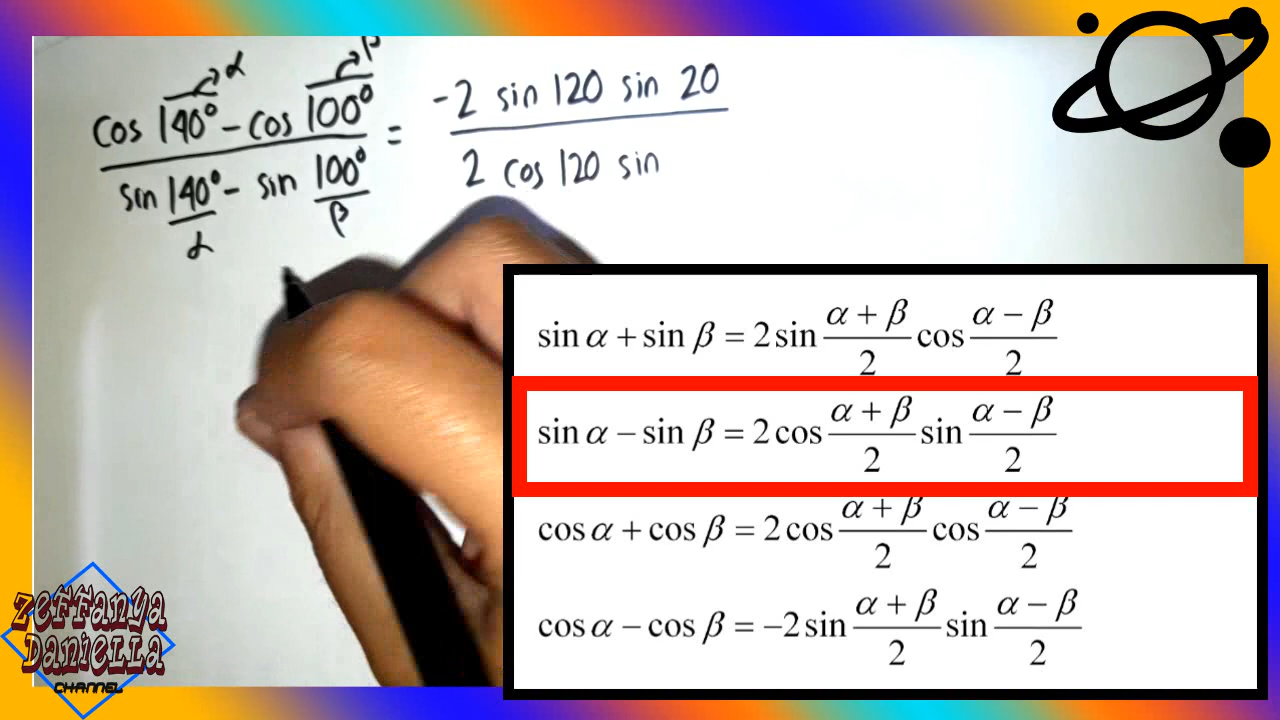 cos 140° - cos 100° = -2 sin 120 sin 20
α β
sin 140° - sin 100° 2 cos 120 sin
α β
sin α + sin β = 2 sin α + β / 2 cos α − β / 2
sin α − sin β = 2 cos α + β / 2 sin α − β / 2
cos α + cos β = 2 cos α + β / 2 cos α − β / 2
cos α − cos β = −2 sin α + β / 2 sin α − β / 2
ZEFFANYA
DANIELLA
CHANNEL